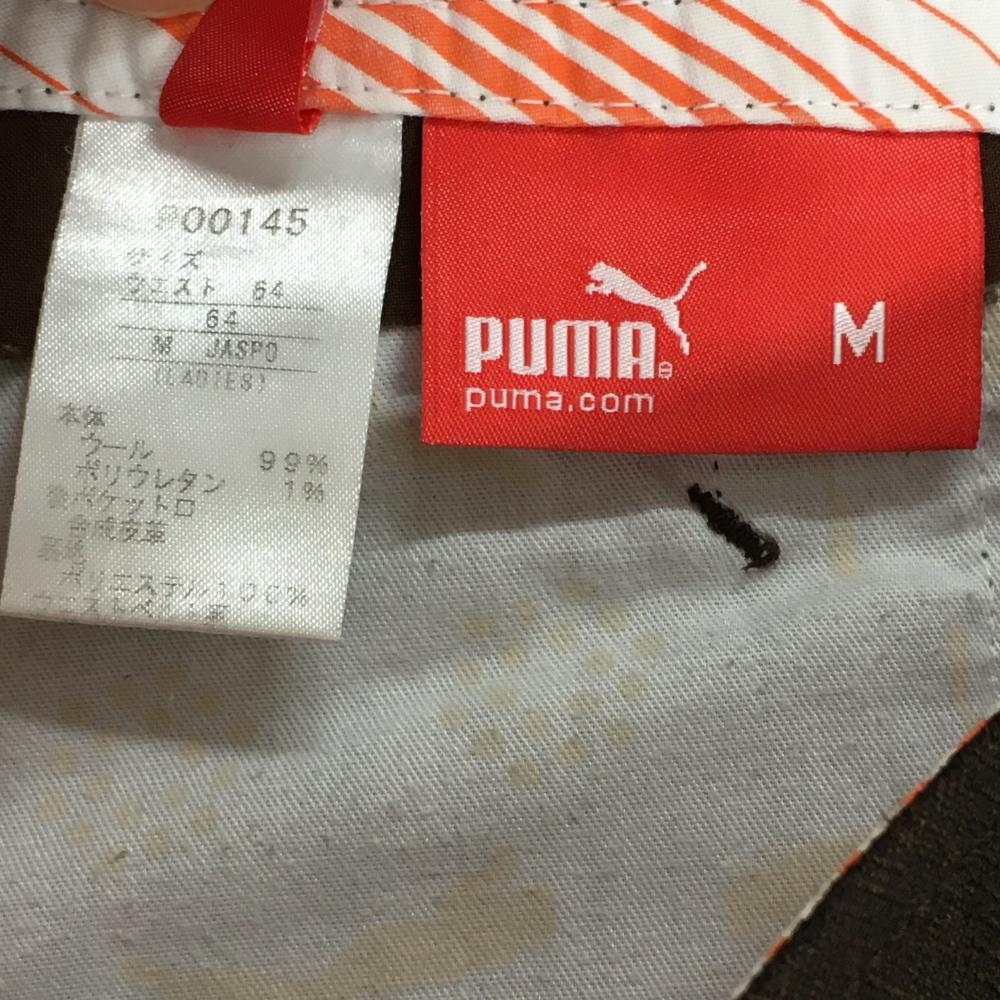 900145
サイズ
ウエスト 64
64
M JASPO
(LADIES)
本体
ウール 99%
ポリウレタン 1%
後ポケット口
合成皮革
裏地
ポリエステル100%
PUMA
puma.com
M